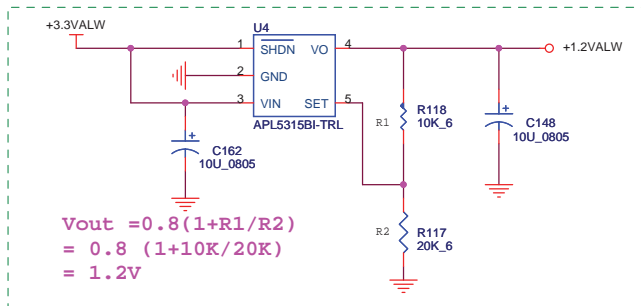 +3.3VALW
U4
1 SHDN VO 4
2 GND
3 VIN SET 5
APL5315BI-TRL
+1.2VALW
R1
R118
10K_6
C148
10U_0805
C162
10U_0805
R2
R117
20K_6
Vout =0.8(1+R1/R2)
= 0.8 (1+10K/20K)
= 1.2V